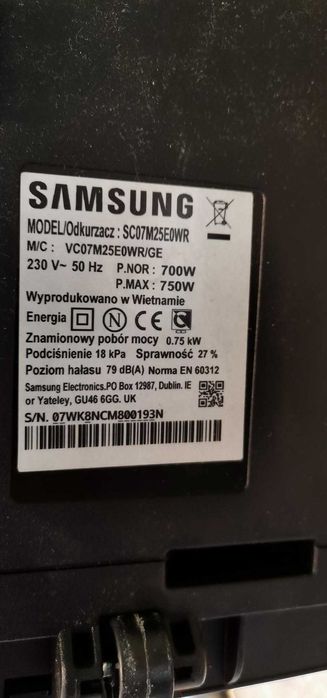 SAMSUNG
MODEL/Odkurzacz : SC07M25E0WR
M/C : VC07M25E0WR/GE
230 V~ 50 Hz P.NOR : 700W
P.MAX : 750W
Wyprodukowano w Wietnamie
Energia
Znamionowy pobór mocy 0.75 kW
Podciśnienie 18 kPa Sprawność 27 %
Poziom hałasu 79 dB(A) Norma EN 60312
Samsung Electronics.PO Box 12987, Dublin. IE
or Yateley, GU46 6GG. UK
S/N. 07WK8NCM800193N